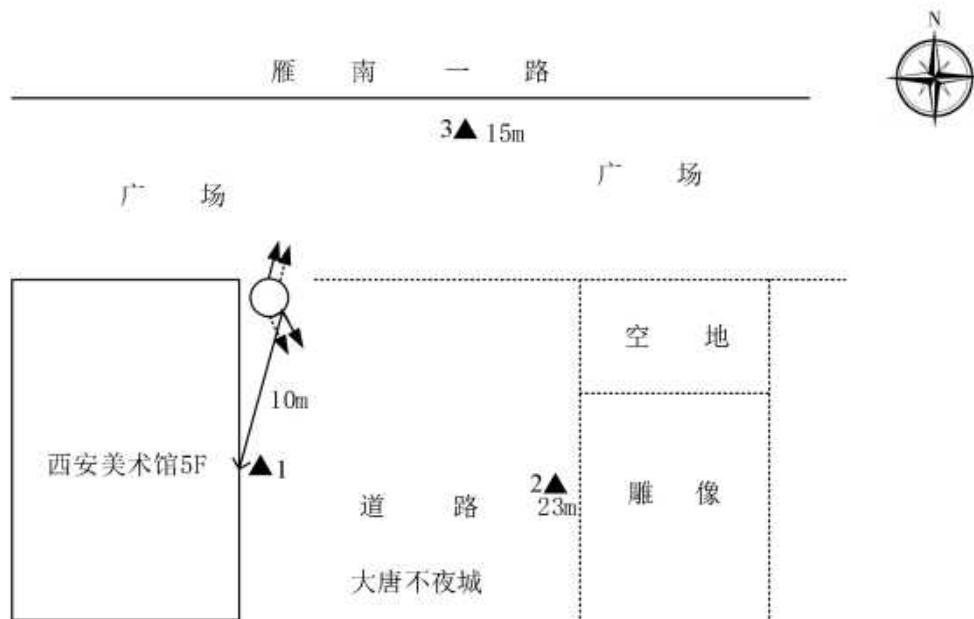 N
雁南一路
3▲ 15m
广场
广场
空地
10m
西安美术馆5F
▲1
2▲
23m
道路
雕像
大唐不夜城